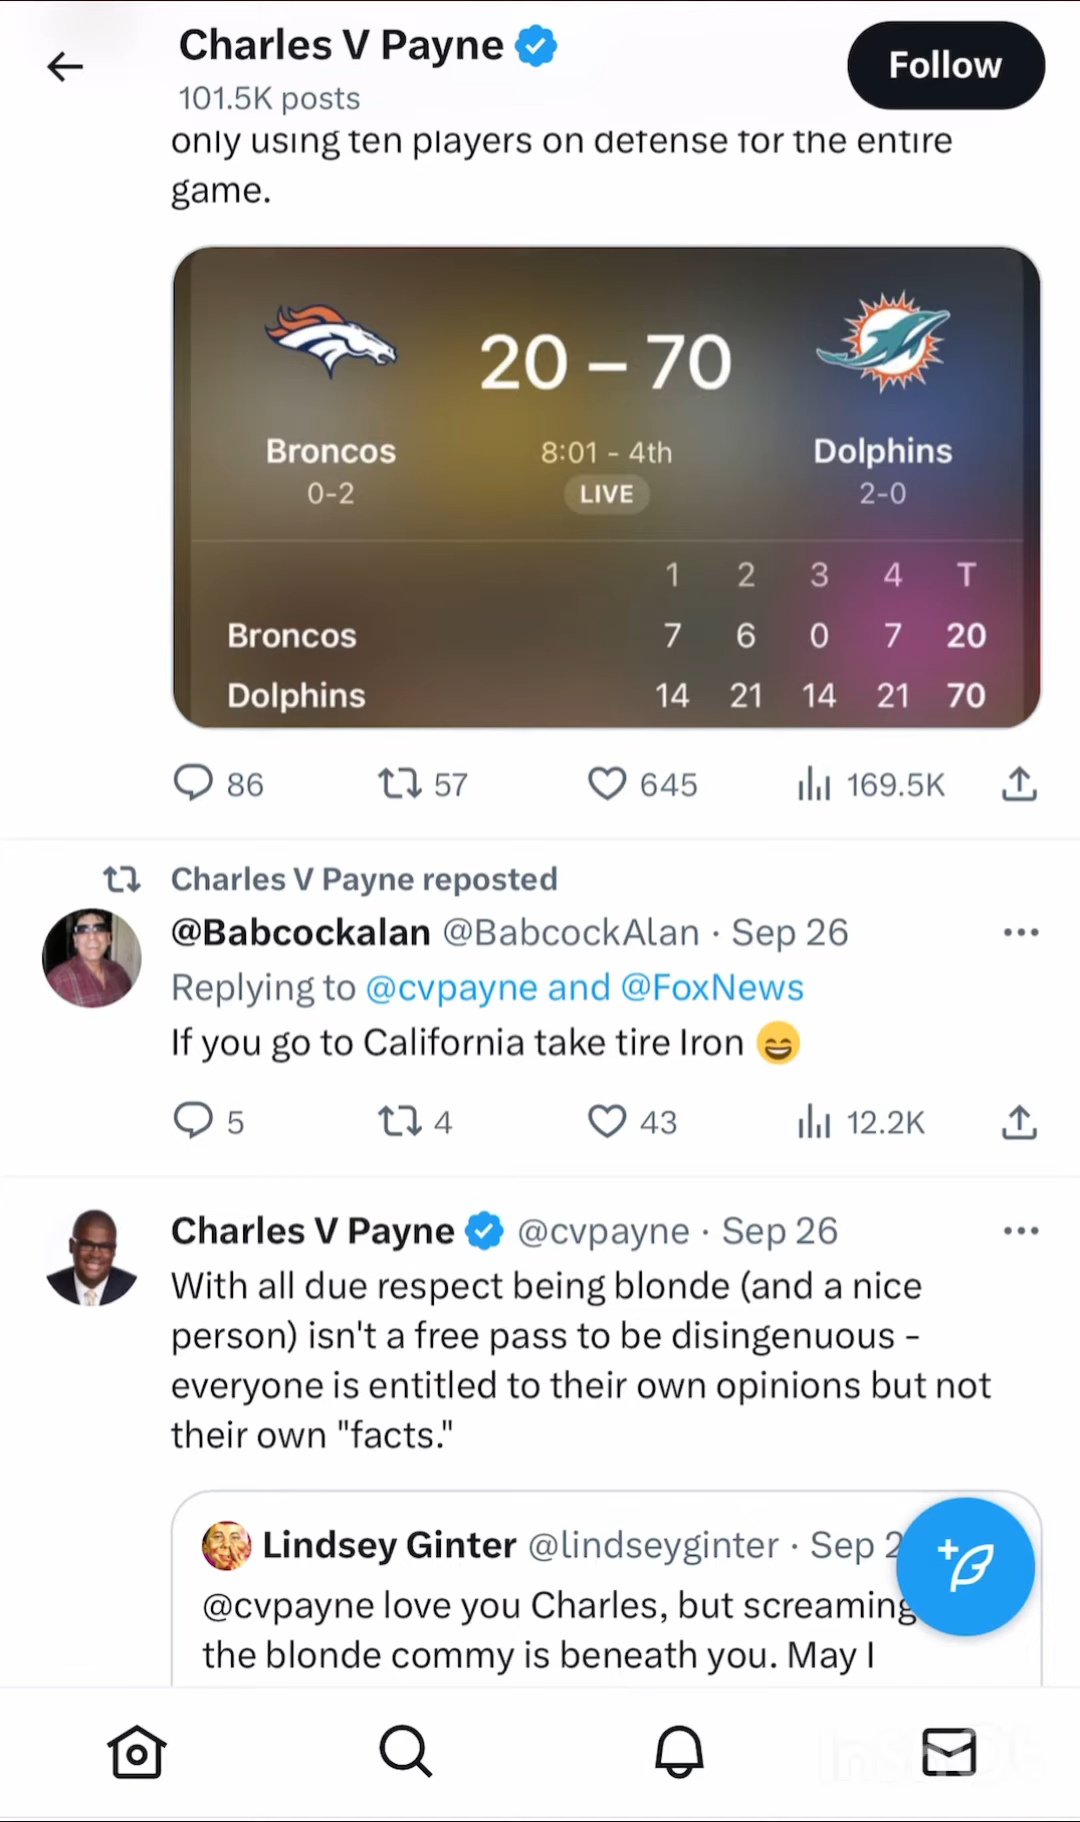 Charles V Payne
101.5K posts
Follow
only using ten players on defense for the entire
game.
20 – 70
Broncos
8:01 - 4th
Dolphins
0-2
LIVE
2-0
1 2 3 4 T
Broncos 7 6 0 7 20
Dolphins 14 21 14 21 70
86 57 645 169.5K
Charles V Payne reposted
@Babcockalan @BabcockAlan · Sep 26
Replying to @cvpayne and @FoxNews
If you go to California take tire Iron 😄
5 4 43 12.2K
Charles V Payne @cvpayne · Sep 26
With all due respect being blonde (and a nice
person) isn't a free pass to be disingenuous -
everyone is entitled to their own opinions but not
their own "facts."
Lindsey Ginter @lindseyginter · Sep 2
@cvpayne love you Charles, but screaming
the blonde commy is beneath you. May I